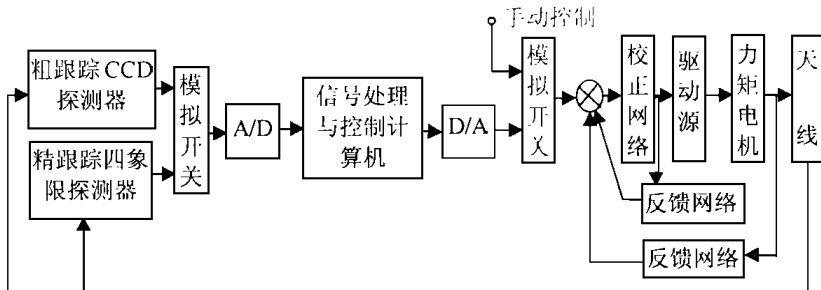 手动控制
粗跟踪CCD
探测器
精跟踪四象
限探测器
模
拟
开
关
A/D
信号处理
与控制计
算机
D/A
模
拟
开
关
校
正
网
络
驱
动
源
力
矩
电
机
天
线
反馈网络
反馈网络